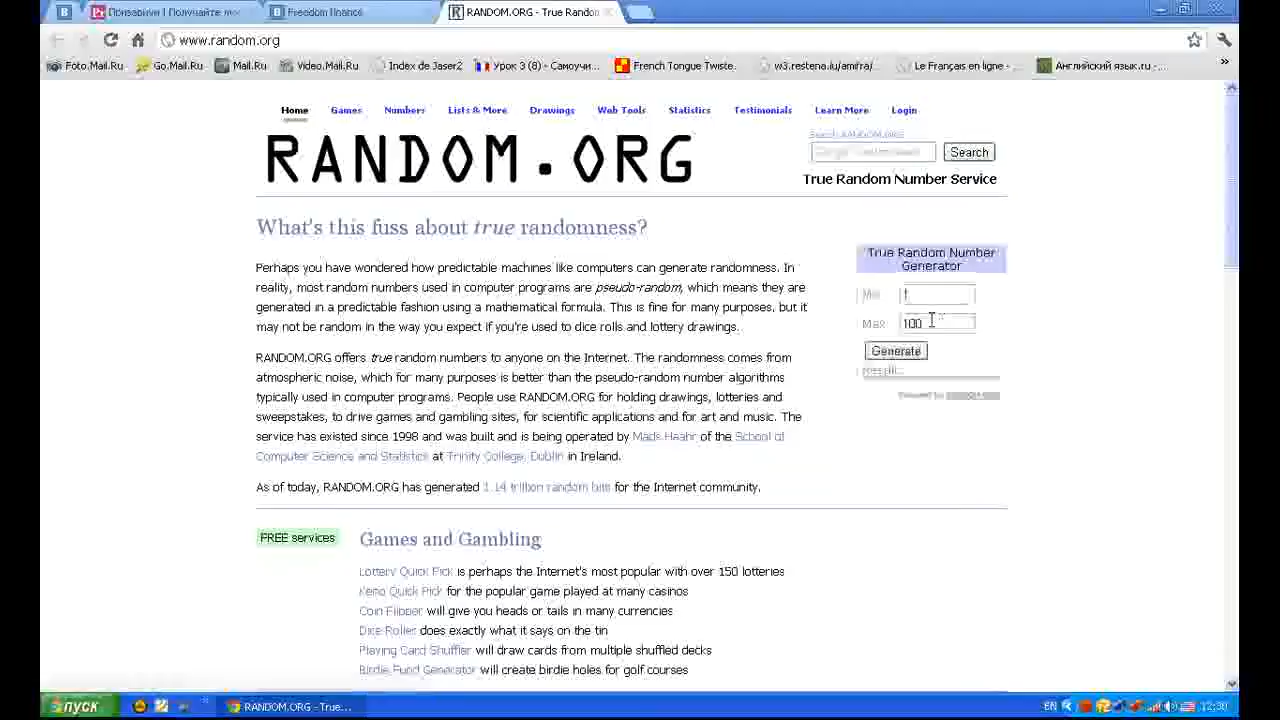 Freedom finance
RANDOM.ORG - True Random
www.random.org
Foto.Mail.Ru
Go.Mail.Ru
Mail.Ru
Video.Mail.Ru
Index de Jaser2
Урок 3 (8) - Самоучи...
French Tongue Twiste...
w3.restena.lu/amifra/...
Le Français en ligne - ...
Английский язык.ru - ...
»
Home
Games
Numbers
Lists & More
Drawings
Web Tools
Statistics
Testimonials
Learn More
Login
RANDOM.ORG
Search RANDOM.ORG
Search
True Random Number Service
What's this fuss about true randomness?
Perhaps you have wondered how predictable machines like computers can generate randomness. In
reality, most random numbers used in computer programs are pseudo-random, which means they are
generated in a predictable fashion using a mathematical formula. This is fine for many purposes, but it
may not be random in the way you expect if you're used to dice rolls and lottery drawings.
RANDOM.ORG offers true random numbers to anyone on the Internet. The randomness comes from
atmospheric noise, which for many purposes is better than the pseudo-random number algorithms
typically used in computer programs. People use RANDOM.ORG for holding drawings, lotteries and
sweepstakes, to drive games and gambling sites, for scientific applications and for art and music. The
service has existed since 1998 and was built and is being operated by Mads Haahr of the School of
Computer Science and Statistics at Trinity College, Dublin in Ireland.
As of today, RANDOM.ORG has generated 1.14 trillion random bits for the Internet community.
True Random Number
Generator
Min: 1
Max: 100
Generate
Result:
Powered by
FREE services
Games and Gambling
Lottery Quick Pick is perhaps the Internet's most popular with over 150 lotteries
Keno Quick Pick for the popular game played at many casinos
Coin Flipper will give you heads or tails in many currencies
Dice Roller does exactly what it says on the tin
Playing Card Shuffler will draw cards from multiple shuffled decks
Birdie Fund Generator will create birdie holes for golf courses
пуск
RANDOM.ORG - True...
EN
12:30